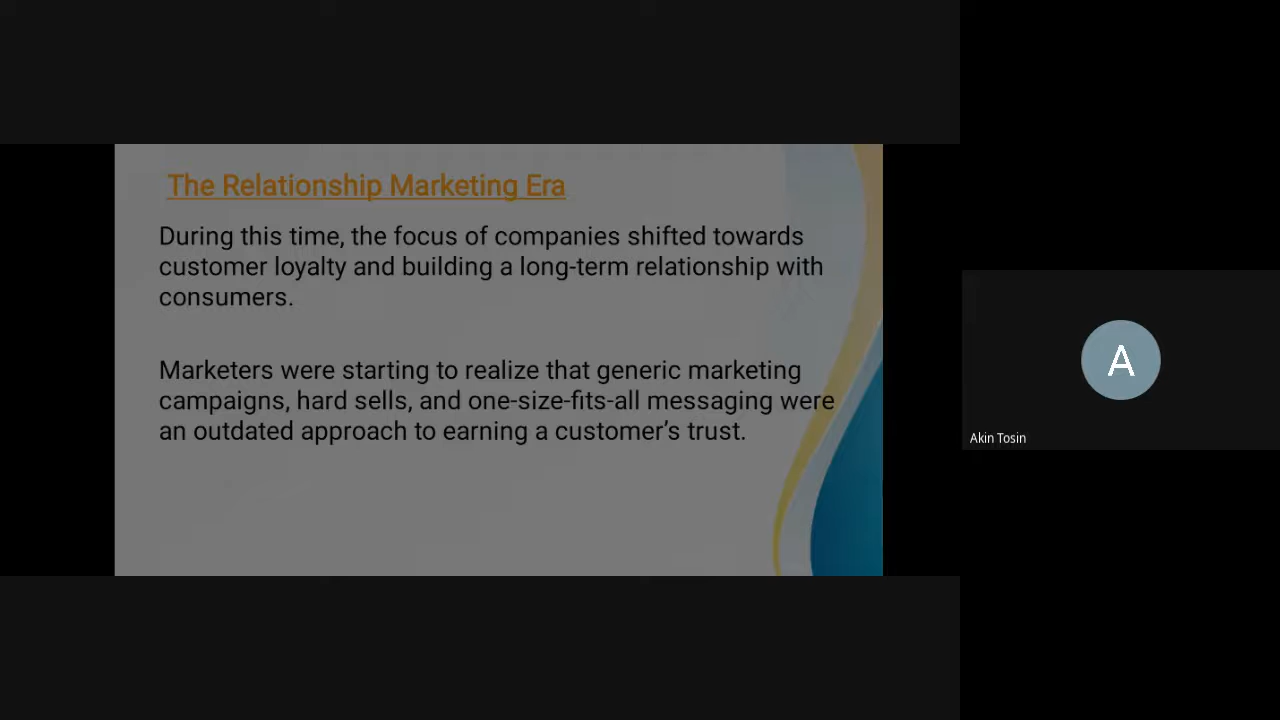 The Relationship Marketing Era
During this time, the focus of companies shifted towards
customer loyalty and building a long-term relationship with
consumers.
Marketers were starting to realize that generic marketing
campaigns, hard sells, and one-size-fits-all messaging were
an outdated approach to earning a customer’s trust.
A
Akin Tosin